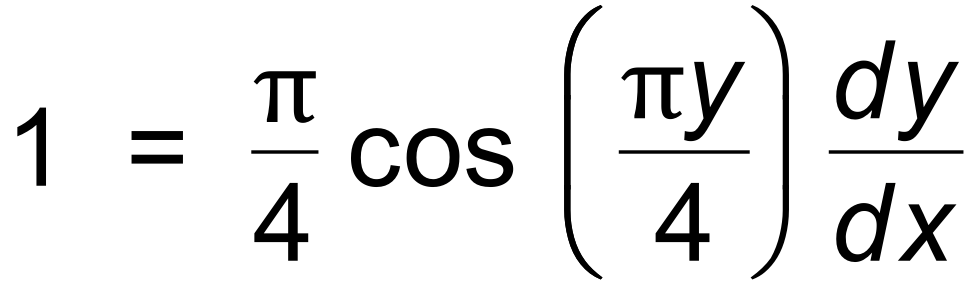 1 = π/4 cos (πy/4) dy/dx